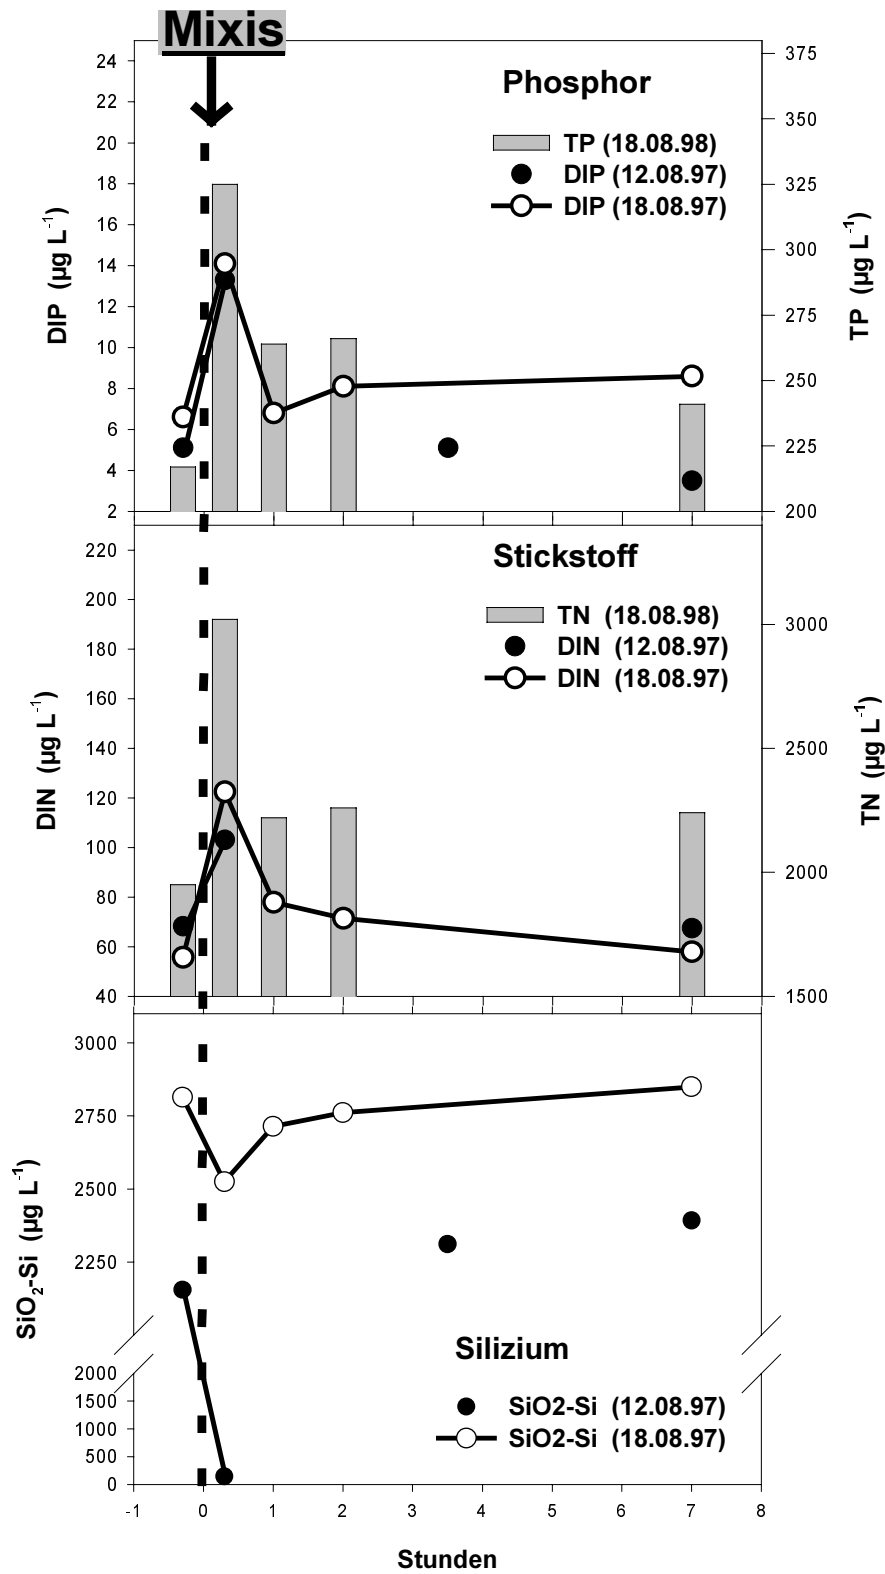 Mixis
Phosphor
TP (18.08.98)
DIP (12.08.97)
DIP (18.08.97)
24
22
20
18
16
14
12
10
8
6
4
2
DIP (µg L-1)
375
350
325
300
275
250
225
200
TP (µg L-1)
Stickstoff
TN (18.08.98)
DIN (12.08.97)
DIN (18.08.97)
220
200
180
160
140
120
100
80
60
40
DIN (µg L-1)
3000
2500
2000
1500
TN (µg L-1)
3000
2750
2500
2250
2000
1500
1000
500
0
SiO2-Si (µg L-1)
Silizium
SiO2-Si (12.08.97)
SiO2-Si (18.08.97)
-1 0 1 2 3 4 5 6 7 8
Stunden